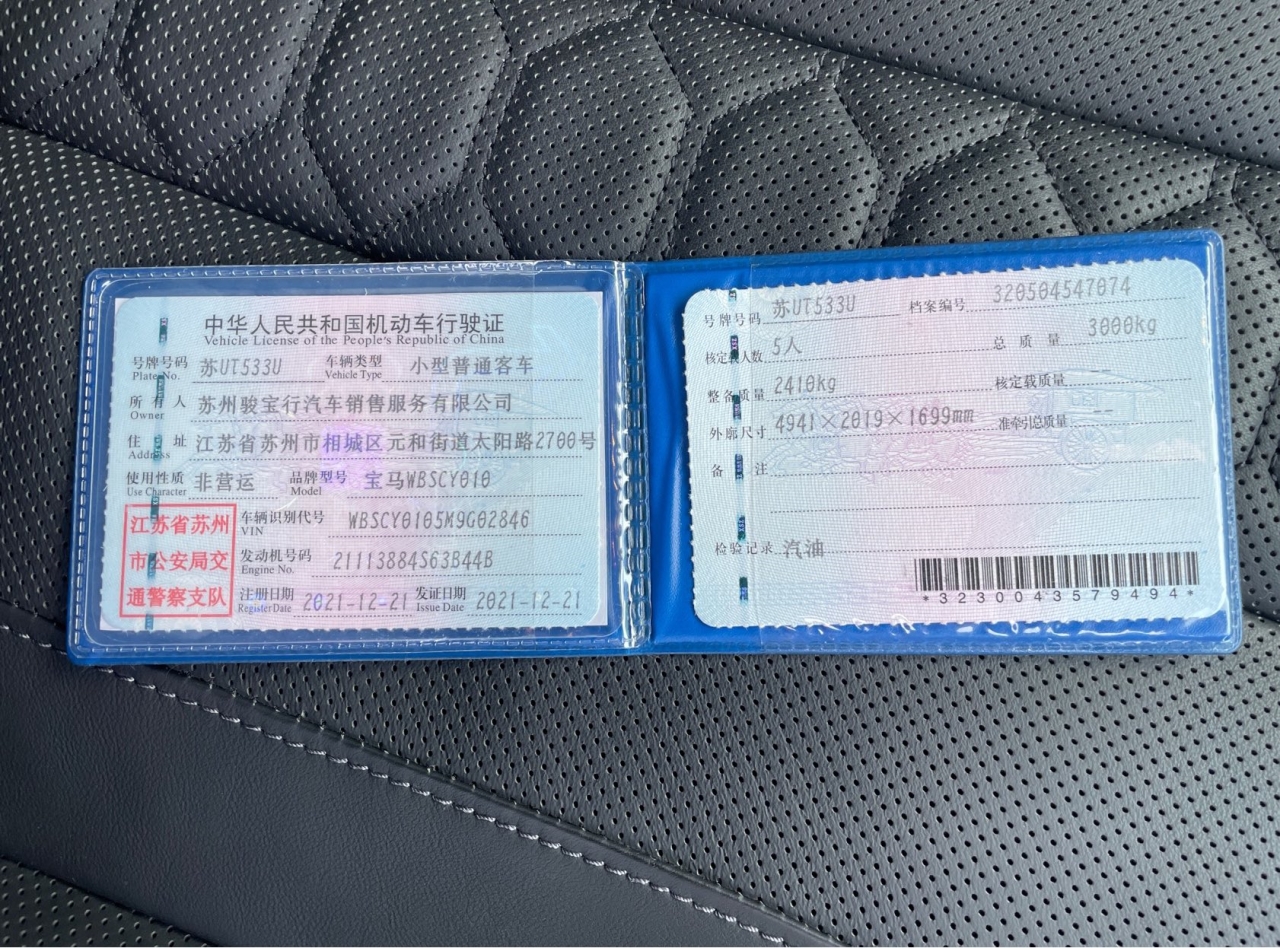 中华人民共和国机动车行驶证
Vehicle License of the People's Republic of China
号牌号码 苏UT533U 车辆类型 小型普通客车
Plate No. Vehicle Type
所有人 苏州骏宝行汽车销售服务有限公司
Owner
住址 江苏省苏州市相城区元和街道太阳路2700号
Address
使用性质 非营运 品牌型号 宝马WBSCY010
Use Character Model
江苏省苏州
市公安局交
通警察支队
车辆识别代号 WBSCY0105M9G02846
VIN
发动机号码 21113884S63B44B
Engine No.
注册日期 2021-12-21 发证日期 2021-12-21
Register Date Issue Date
号牌号码 苏UT533U 档案编号 320504547074
核定载人数 5人 总质量 3000kg
整备质量 2410kg 核定载质量 --
外廓尺寸 4941×2019×1699mm 准牵引总质量 --
备注
检验记录 汽油
*3230043579494*